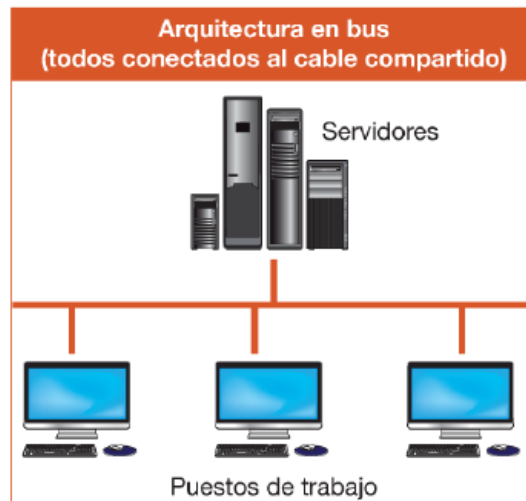 Arquitectura en bus
(todos conectados al cable compartido)
Servidores
Puestos de trabajo